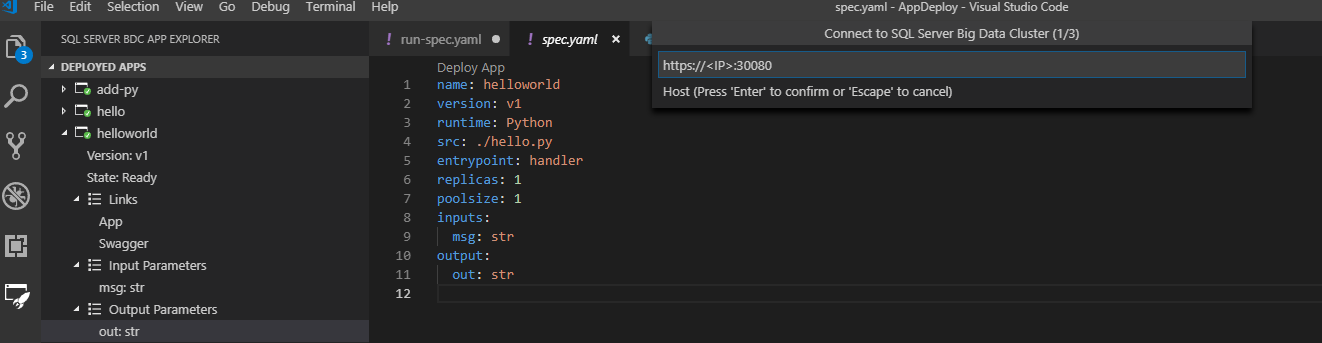 File Edit Selection View Go Debug Terminal Help
spec.yaml - AppDeploy - Visual Studio Code
3
SQL SERVER BDC APP EXPLORER
DEPLOYED APPS
add-py
hello
helloworld
Version: v1
State: Ready
Links
App
Swagger
Input Parameters
msg: str
Output Parameters
out: str
! run-spec.yaml
! spec.yaml
Connect to SQL Server Big Data Cluster (1/3)
https://<IP>:30080
Host (Press 'Enter' to confirm or 'Escape' to cancel)
Deploy App
1 name: helloworld
2 version: v1
3 runtime: Python
4 src: ./hello.py
5 entrypoint: handler
6 replicas: 1
7 poolsize: 1
8 inputs:
9 msg: str
10 output:
11 out: str
12